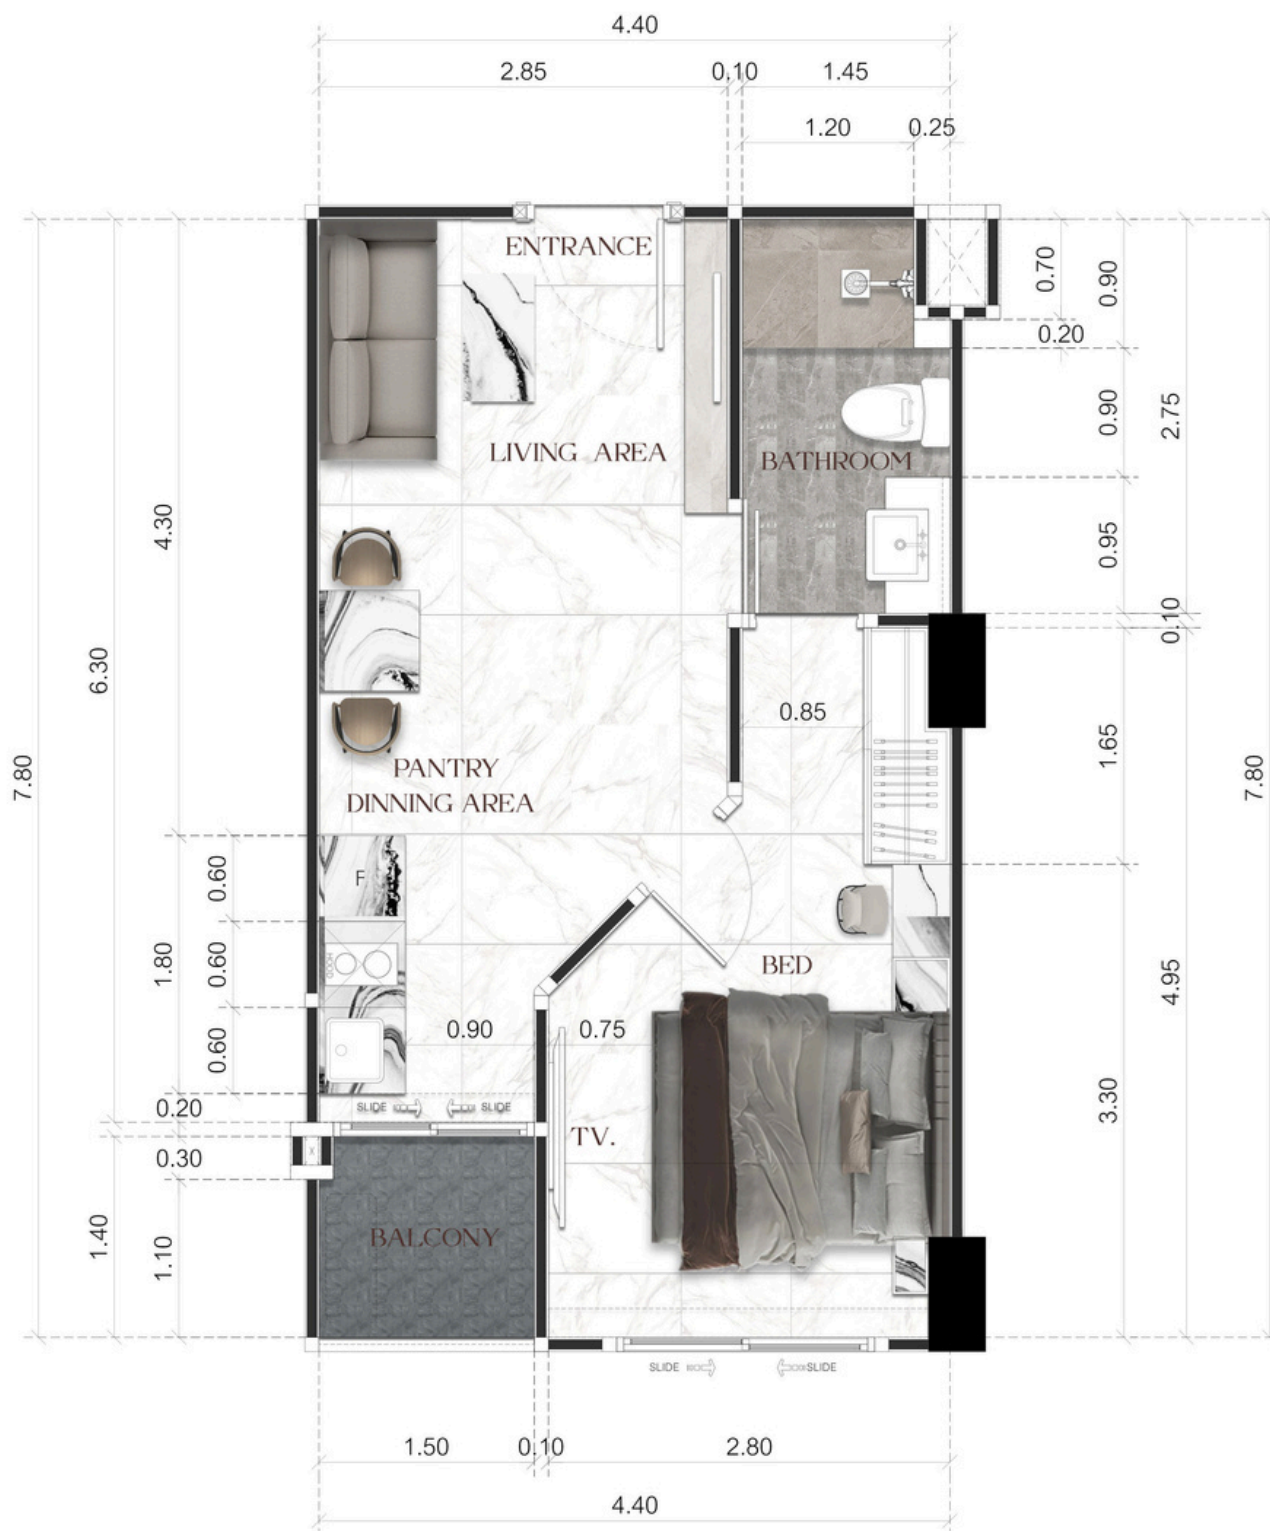 4.40
2.85
0.10
1.45
1.20
0.25
ENTRANCE
0.70
0.90
0.20
LIVING AREA
BATHROOM
0.90
2.75
4.30
0.95
0.10
6.30
0.85
7.80
PANTRY
DINNING AREA
1.65
7.80
F
0.60
1.80
0.60
HOOD
BED
4.95
0.60
0.90
0.75
0.20
SLIDE
SLIDE
TV.
3.30
0.30
X
1.40
1.10
BALCONY
SLIDE
SLIDE
1.50
0.10
2.80
4.40